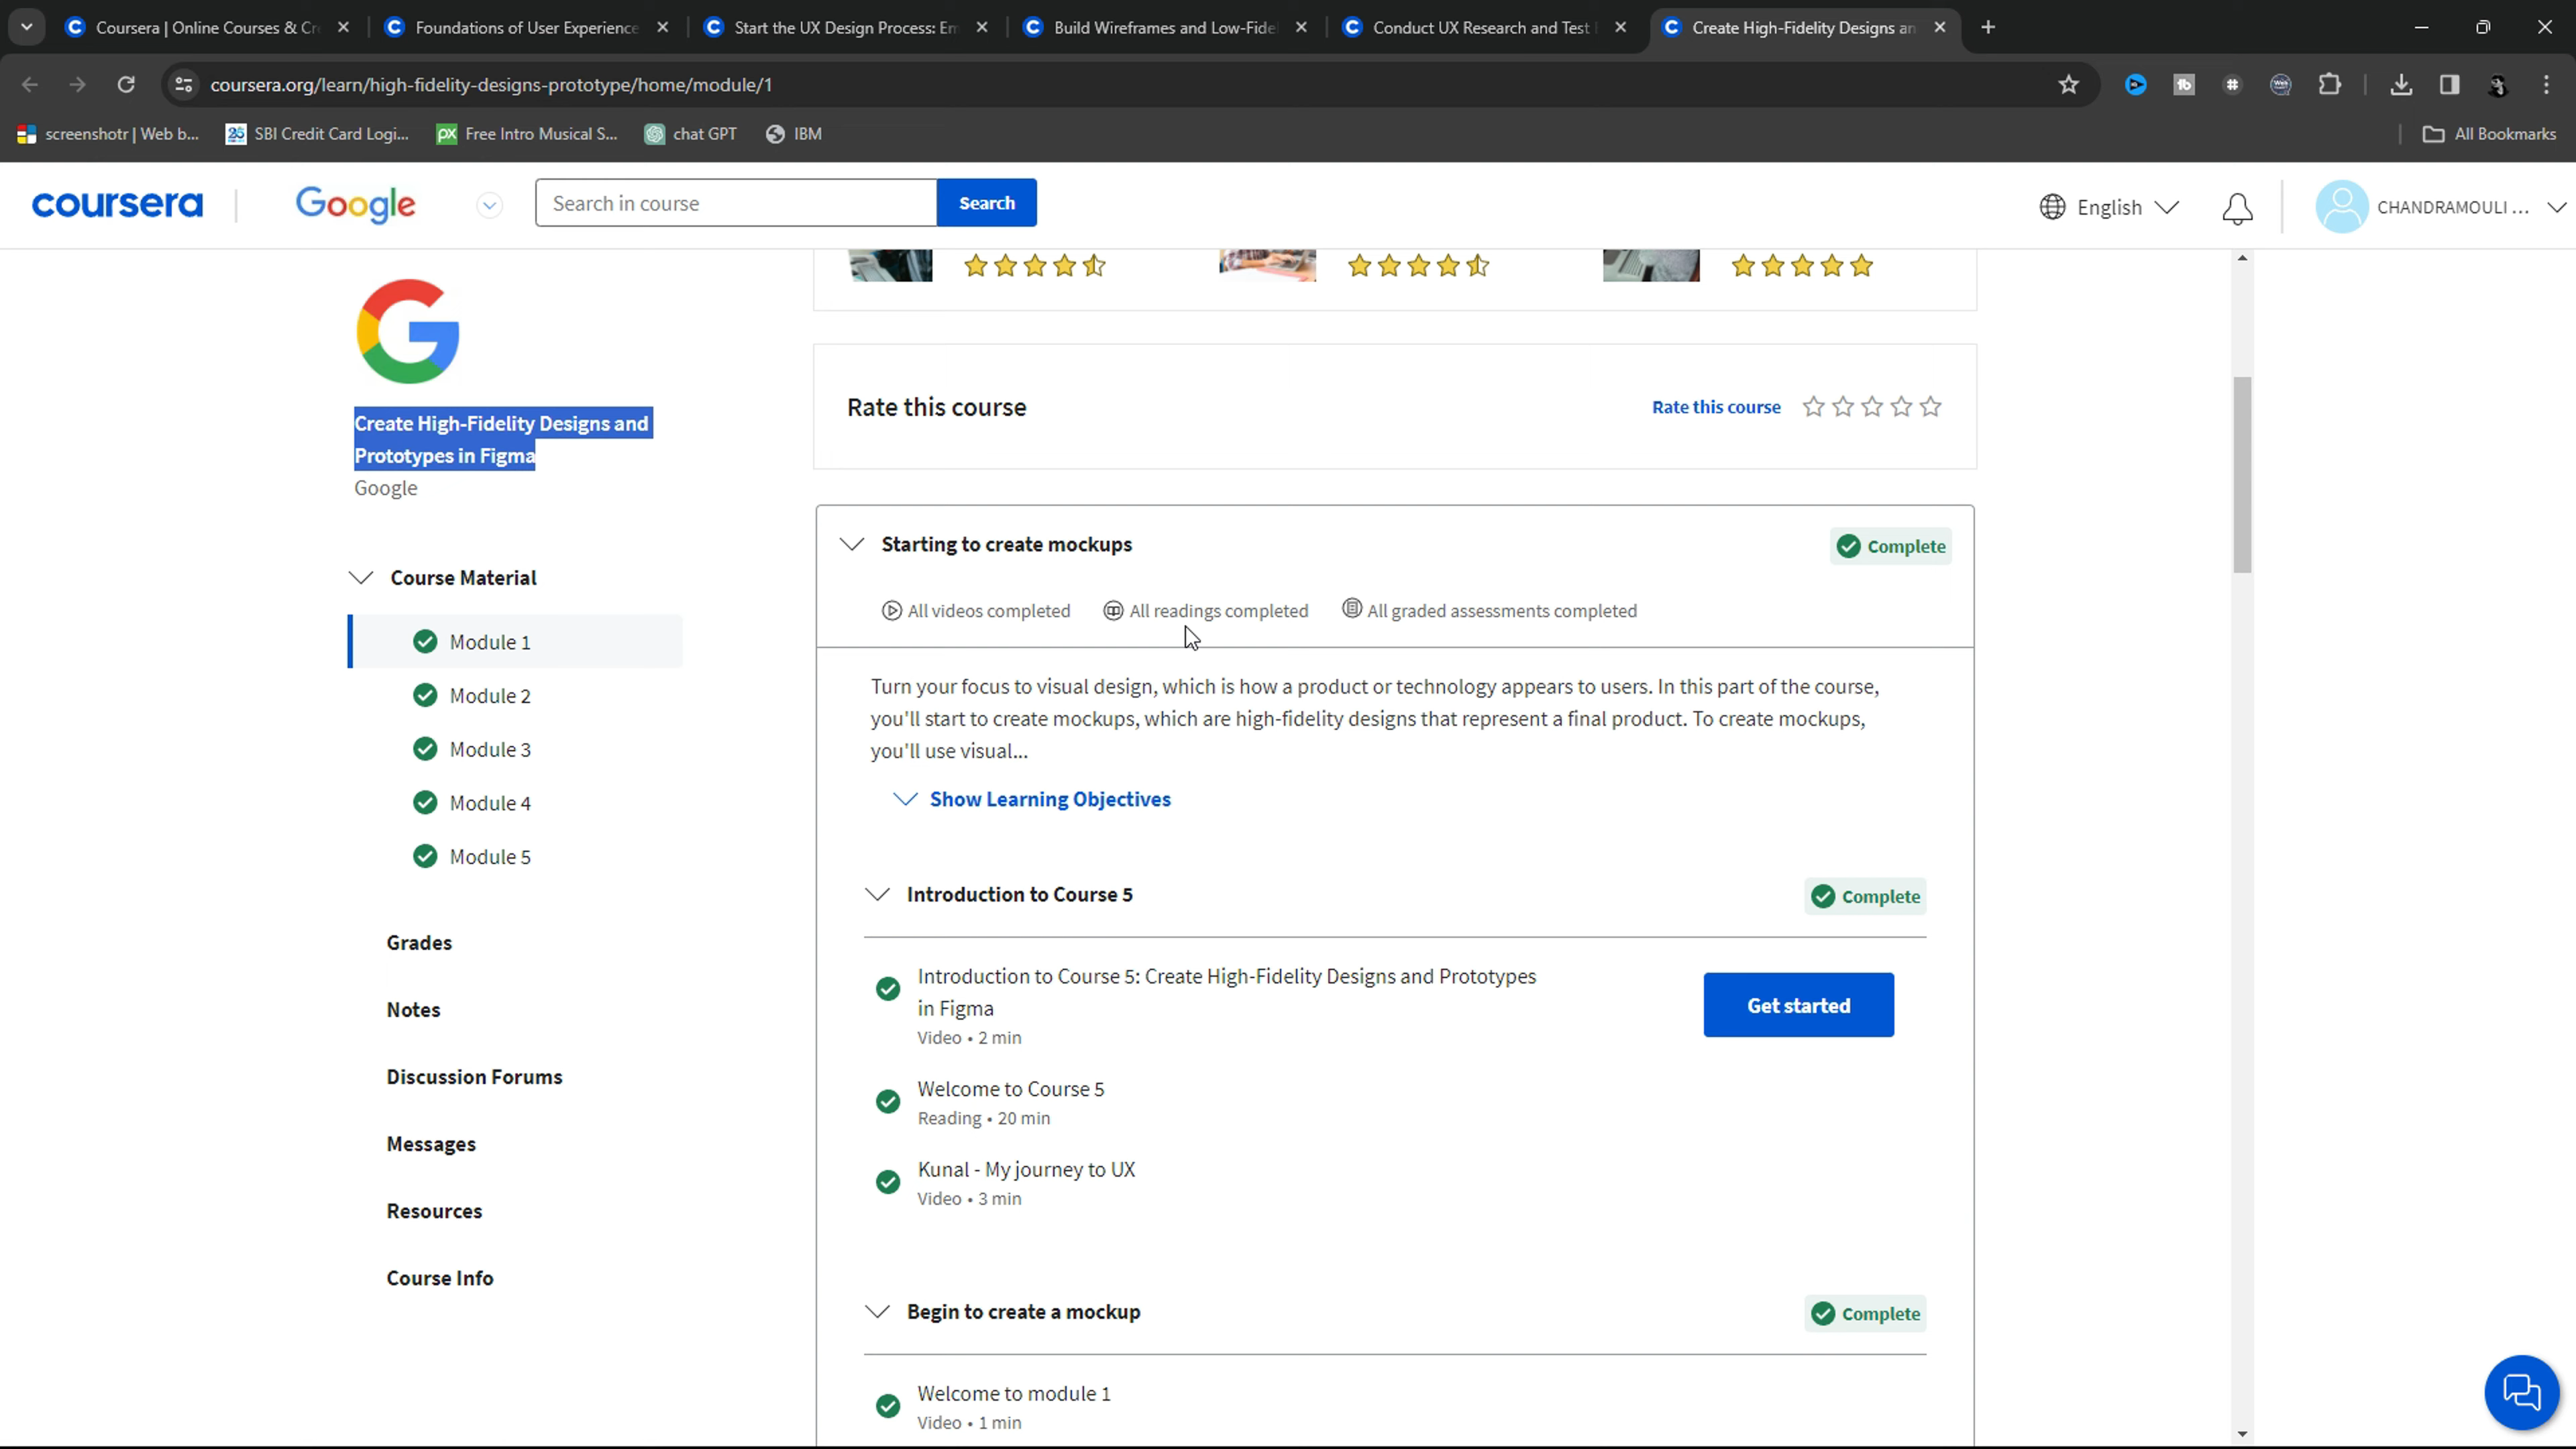 Coursera | Online Courses & Cr
Foundations of User Experience
Start the UX Design Process: Em
Build Wireframes and Low-Fidel
Conduct UX Research and Test
Create High-Fidelity Designs an
coursera.org/learn/high-fidelity-designs-prototype/home/module/1
screenshotr | Web b...
SBI Credit Card Logi...
Free Intro Musical S...
chat GPT
IBM
All Bookmarks
coursera
Google
Search in course
Search
English
CHANDRAMOULI ...
Create High-Fidelity Designs and
Prototypes in Figma
Google
Course Material
Module 1
Module 2
Module 3
Module 4
Module 5
Grades
Notes
Discussion Forums
Messages
Resources
Course Info
Rate this course
Rate this course
Starting to create mockups
Complete
All videos completed
All readings completed
All graded assessments completed
Turn your focus to visual design, which is how a product or technology appears to users. In this part of the course,
you'll start to create mockups, which are high-fidelity designs that represent a final product. To create mockups,
you'll use visual...
Show Learning Objectives
Introduction to Course 5
Complete
Introduction to Course 5: Create High-Fidelity Designs and Prototypes
in Figma
Video • 2 min
Get started
Welcome to Course 5
Reading • 20 min
Kunal - My journey to UX
Video • 3 min
Begin to create a mockup
Complete
Welcome to module 1
Video • 1 min